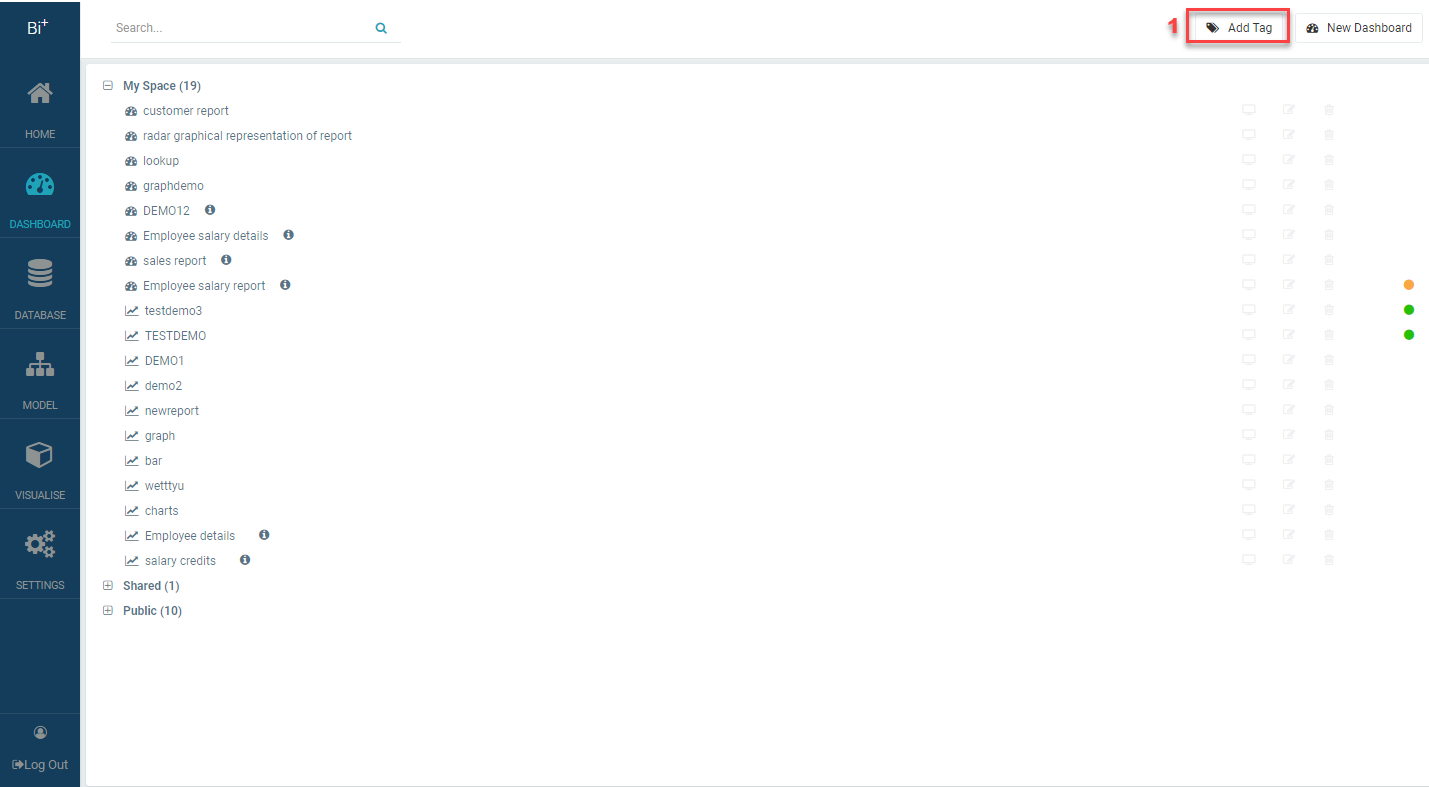 Bi+
Search...
1
Add Tag
New Dashboard
HOME
DASHBOARD
DATABASE
MODEL
VISUALISE
SETTINGS
Log Out
My Space (19)
customer report
radar graphical representation of report
lookup
graphdemo
DEMO12
Employee salary details
sales report
Employee salary report
testdemo3
TESTDEMO
DEMO1
demo2
newreport
graph
bar
wetttyu
charts
Employee details
salary credits
Shared (1)
Public (10)